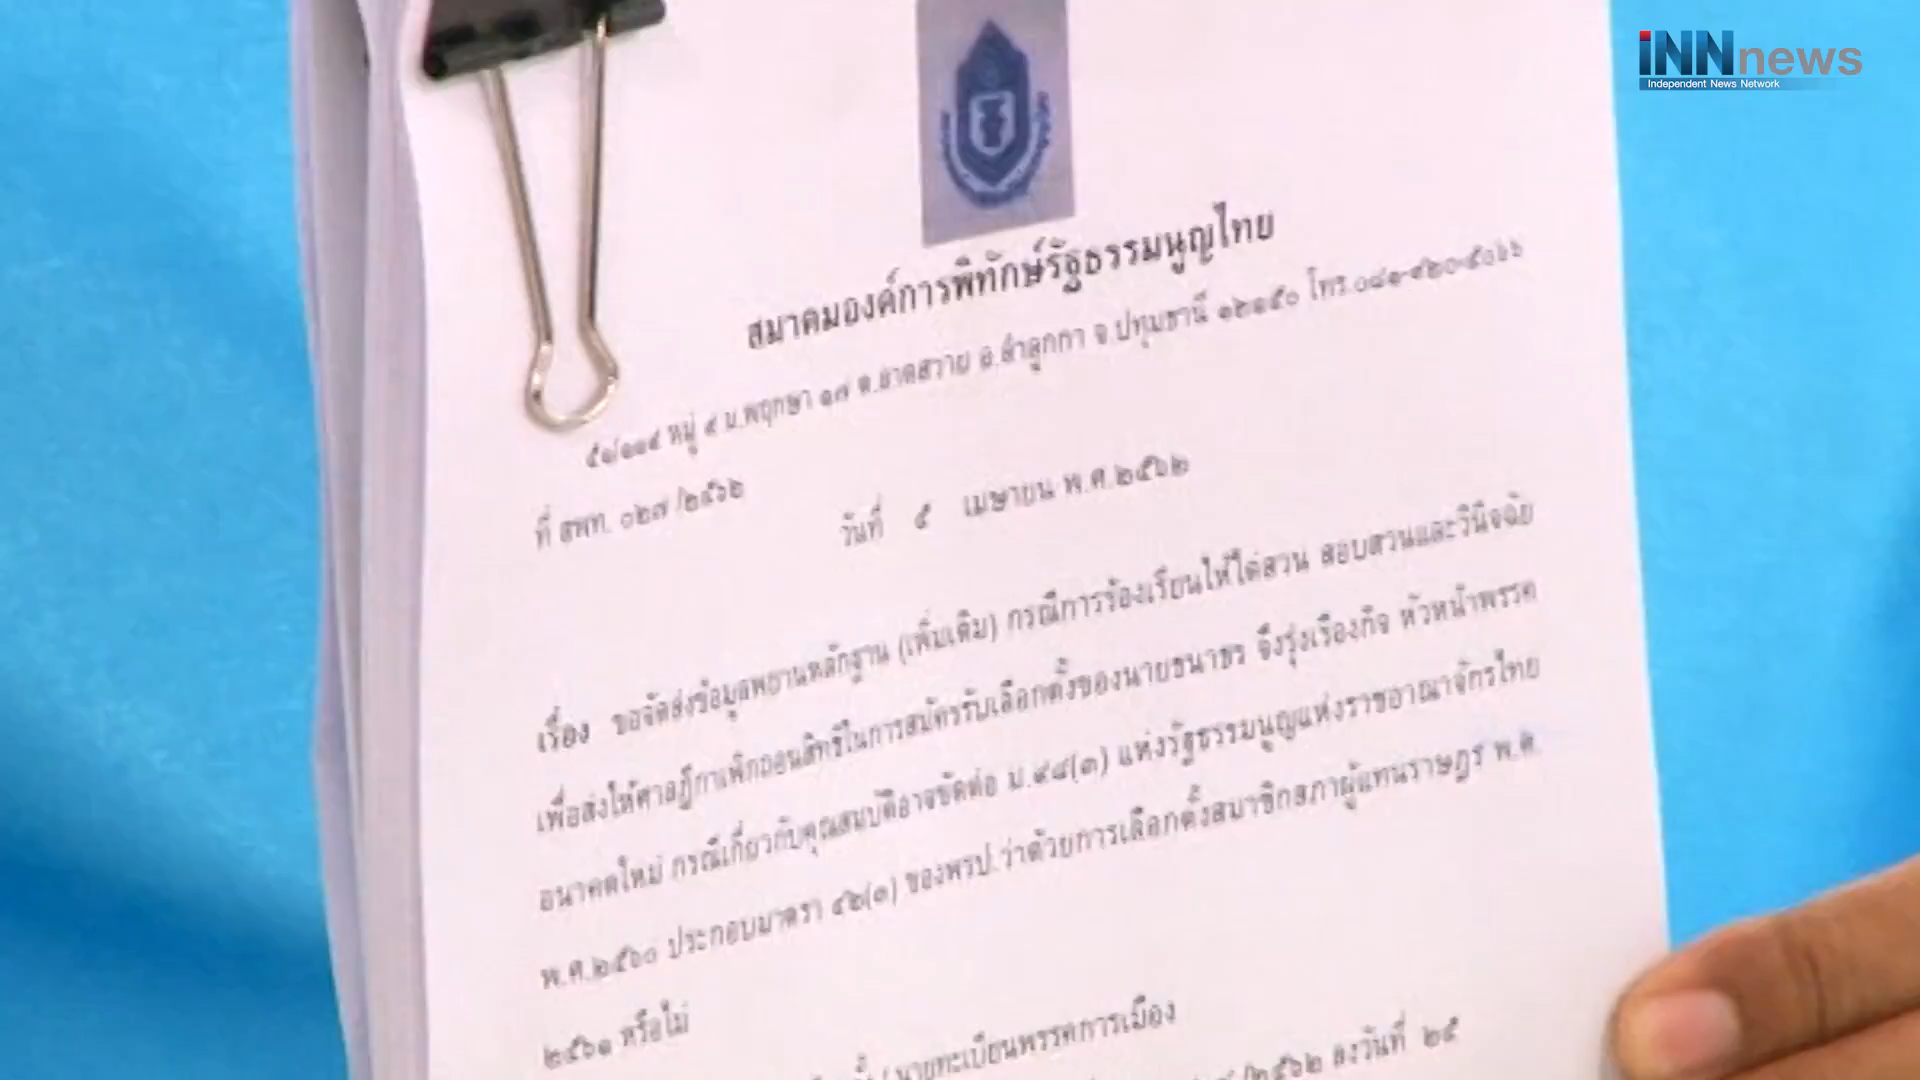 iNNnews
Independent News Network
สมาคมองค์การพิทักษ์รัฐธรรมนูญไทย
หมู่ ๔ ม.พฤกษา ๑๗ ต.ลาดสวาย อ.ลำลูกกา จ.ปทุมธานี ๑๒๑๕๐ โทร.
ที่ สพท. ๐๒๗ /๒๕๖๒
วันที่ ๕ เมษายน พ.ศ.๒๕๖๒
เรื่อง ขอจัดส่งข้อมูลพยานหลักฐาน (เพิ่มเติม) กรณีการร้องเรียนให้ไต่สวน สอบสวนและวินิจฉัย
เพื่อส่งให้ศาลฎีกาเพิกถอนสิทธิในการสมัครรับเลือกตั้งของนายธนาธร จึงรุ่งเรืองกิจ หัวหน้าพรรค
อนาคตใหม่ กรณีเกี่ยวกับคุณสมบัติอาจขัดต่อ ม.๙๘(๓) แห่งรัฐธรรมนูญแห่งราชอาณาจักรไทย
พ.ศ.๒๕๖๐ ประกอบมาตรา ๔๒(๓) ของพรป.ว่าด้วยการเลือกตั้งสมาชิกสภาผู้แทนราษฎร พ.ศ.
๒๕๖๑ หรือไม่
นายทะเบียนพรรคการเมือง
/๒๕๖๒ ลงวันที่ ๒๕